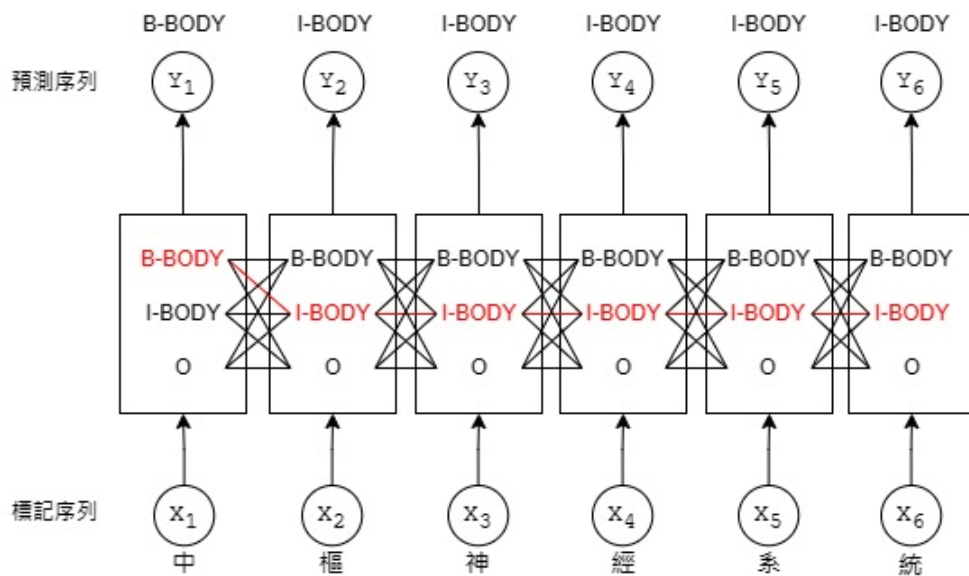 B-BODY I-BODY I-BODY I-BODY I-BODY I-BODY
預測序列 Y1 Y2 Y3 Y4 Y5 Y6
B-BODY B-BODY B-BODY B-BODY B-BODY B-BODY
I-BODY I-BODY I-BODY I-BODY I-BODY I-BODY
O O O O O O
標記序列 X1 X2 X3 X4 X5 X6
中 樞 神 經 系 統